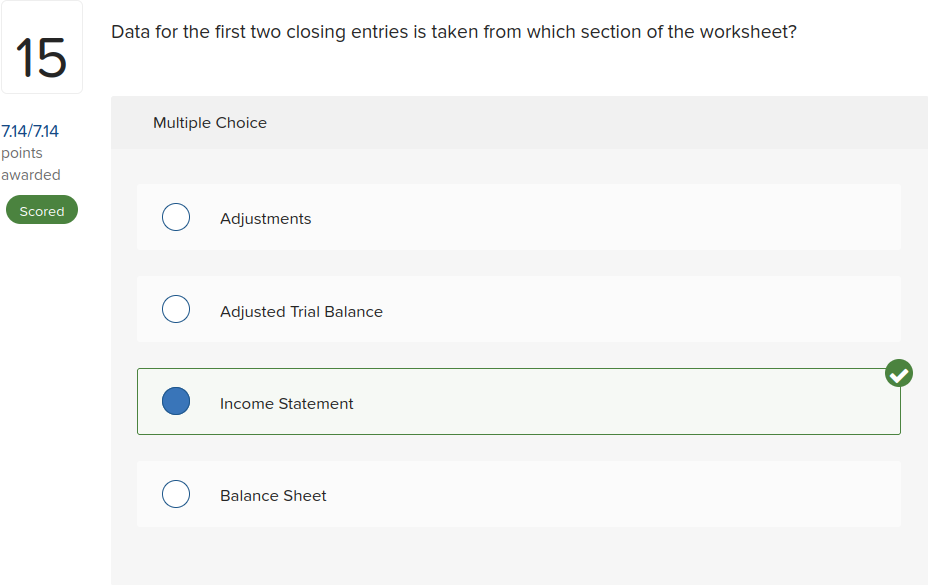 15
Data for the first two closing entries is taken from which section of the worksheet?
7.14/7.14
points
awarded
Scored
Multiple Choice
Adjustments
Adjusted Trial Balance
Income Statement
Balance Sheet